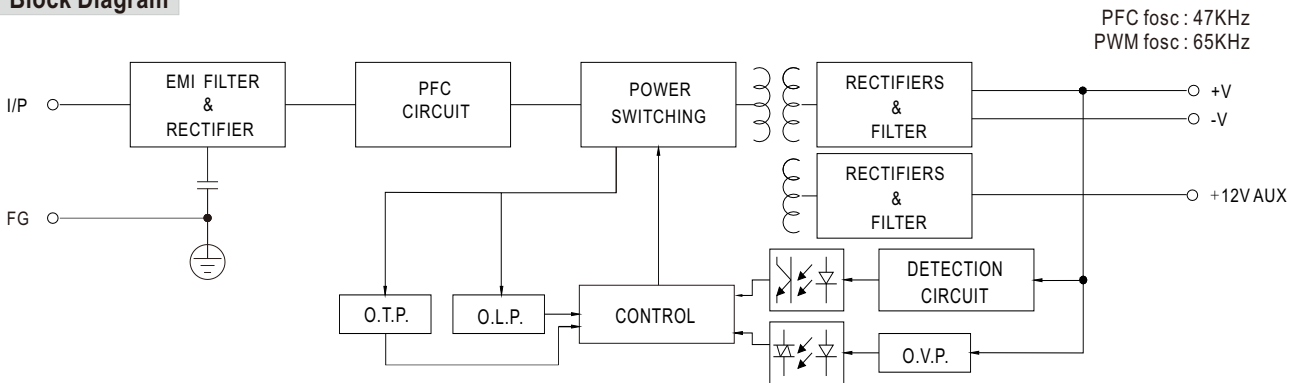 Block Diagram
PFC fosc : 47KHz
PWM fosc : 65KHz
I/P
EMI FILTER
&
RECTIFIER
PFC
CIRCUIT
POWER
SWITCHING
RECTIFIERS
&
FILTER
+V
-V
RECTIFIERS
&
FILTER
+12V AUX
FG
DETECTION
CIRCUIT
O.T.P.
O.L.P.
CONTROL
O.V.P.